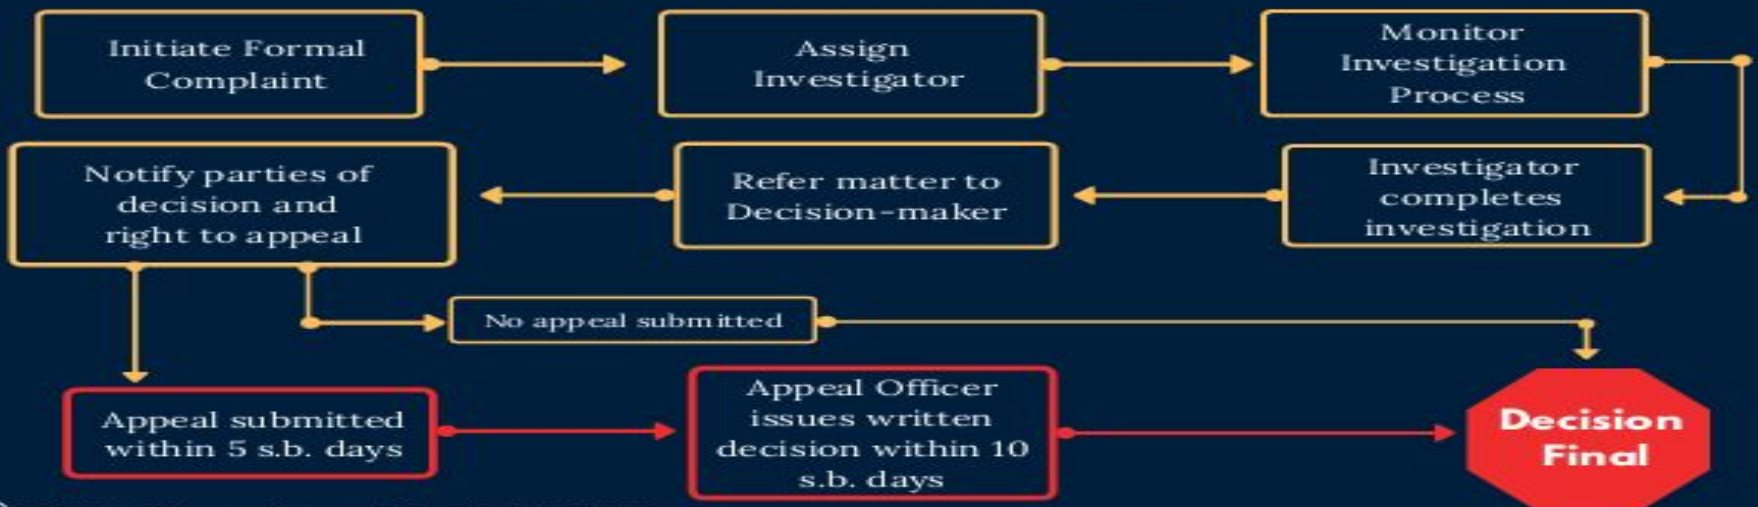 Initiate Formal
Complaint
Assign
Investigator
Monitor
Investigation
Process
Investigator
completes
investigation
Refer matter to
Decision-maker
Notify parties of
decision and
right to appeal
No appeal submitted
Appeal submitted
within 5 s.b. days
Appeal Officer
issues written
decision within 10
s.b. days
Decision
Final